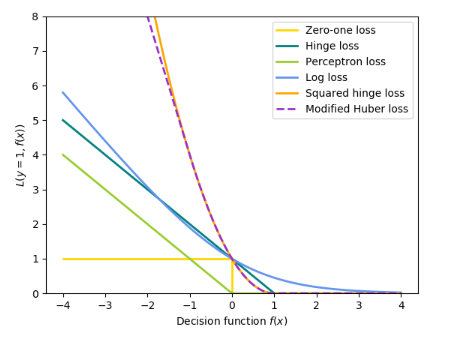 8
7
6
5
4
3
2
1
0
L(y = 1, f(x))
−4 −3 −2 −1 0 1 2 3 4
Decision function f(x)
Zero-one loss
Hinge loss
Perceptron loss
Log loss
Squared hinge loss
Modified Huber loss